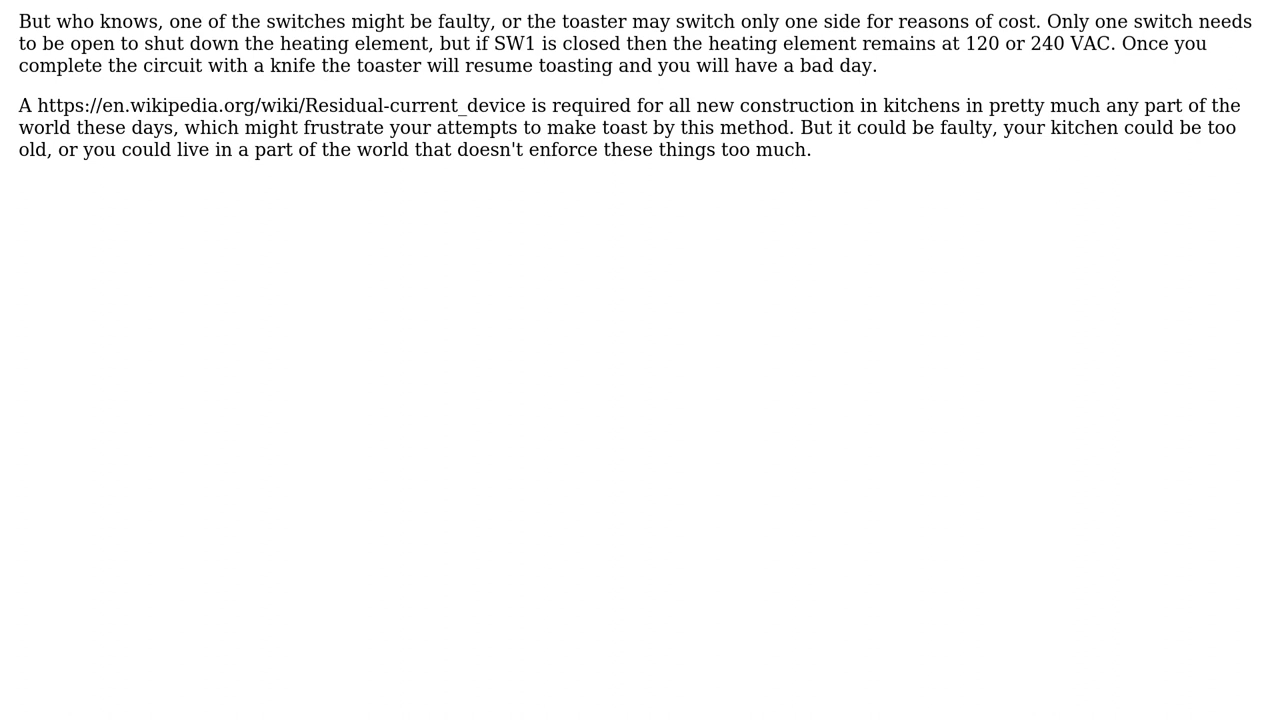 But who knows, one of the switches might be faulty, or the toaster may switch only one side for reasons of cost. Only one switch needs
to be open to shut down the heating element, but if SW1 is closed then the heating element remains at 120 or 240 VAC. Once you
complete the circuit with a knife the toaster will resume toasting and you will have a bad day.
A https://en.wikipedia.org/wiki/Residual-current_device is required for all new construction in kitchens in pretty much any part of the
world these days, which might frustrate your attempts to make toast by this method. But it could be faulty, your kitchen could be too
old, or you could live in a part of the world that doesn't enforce these things too much.